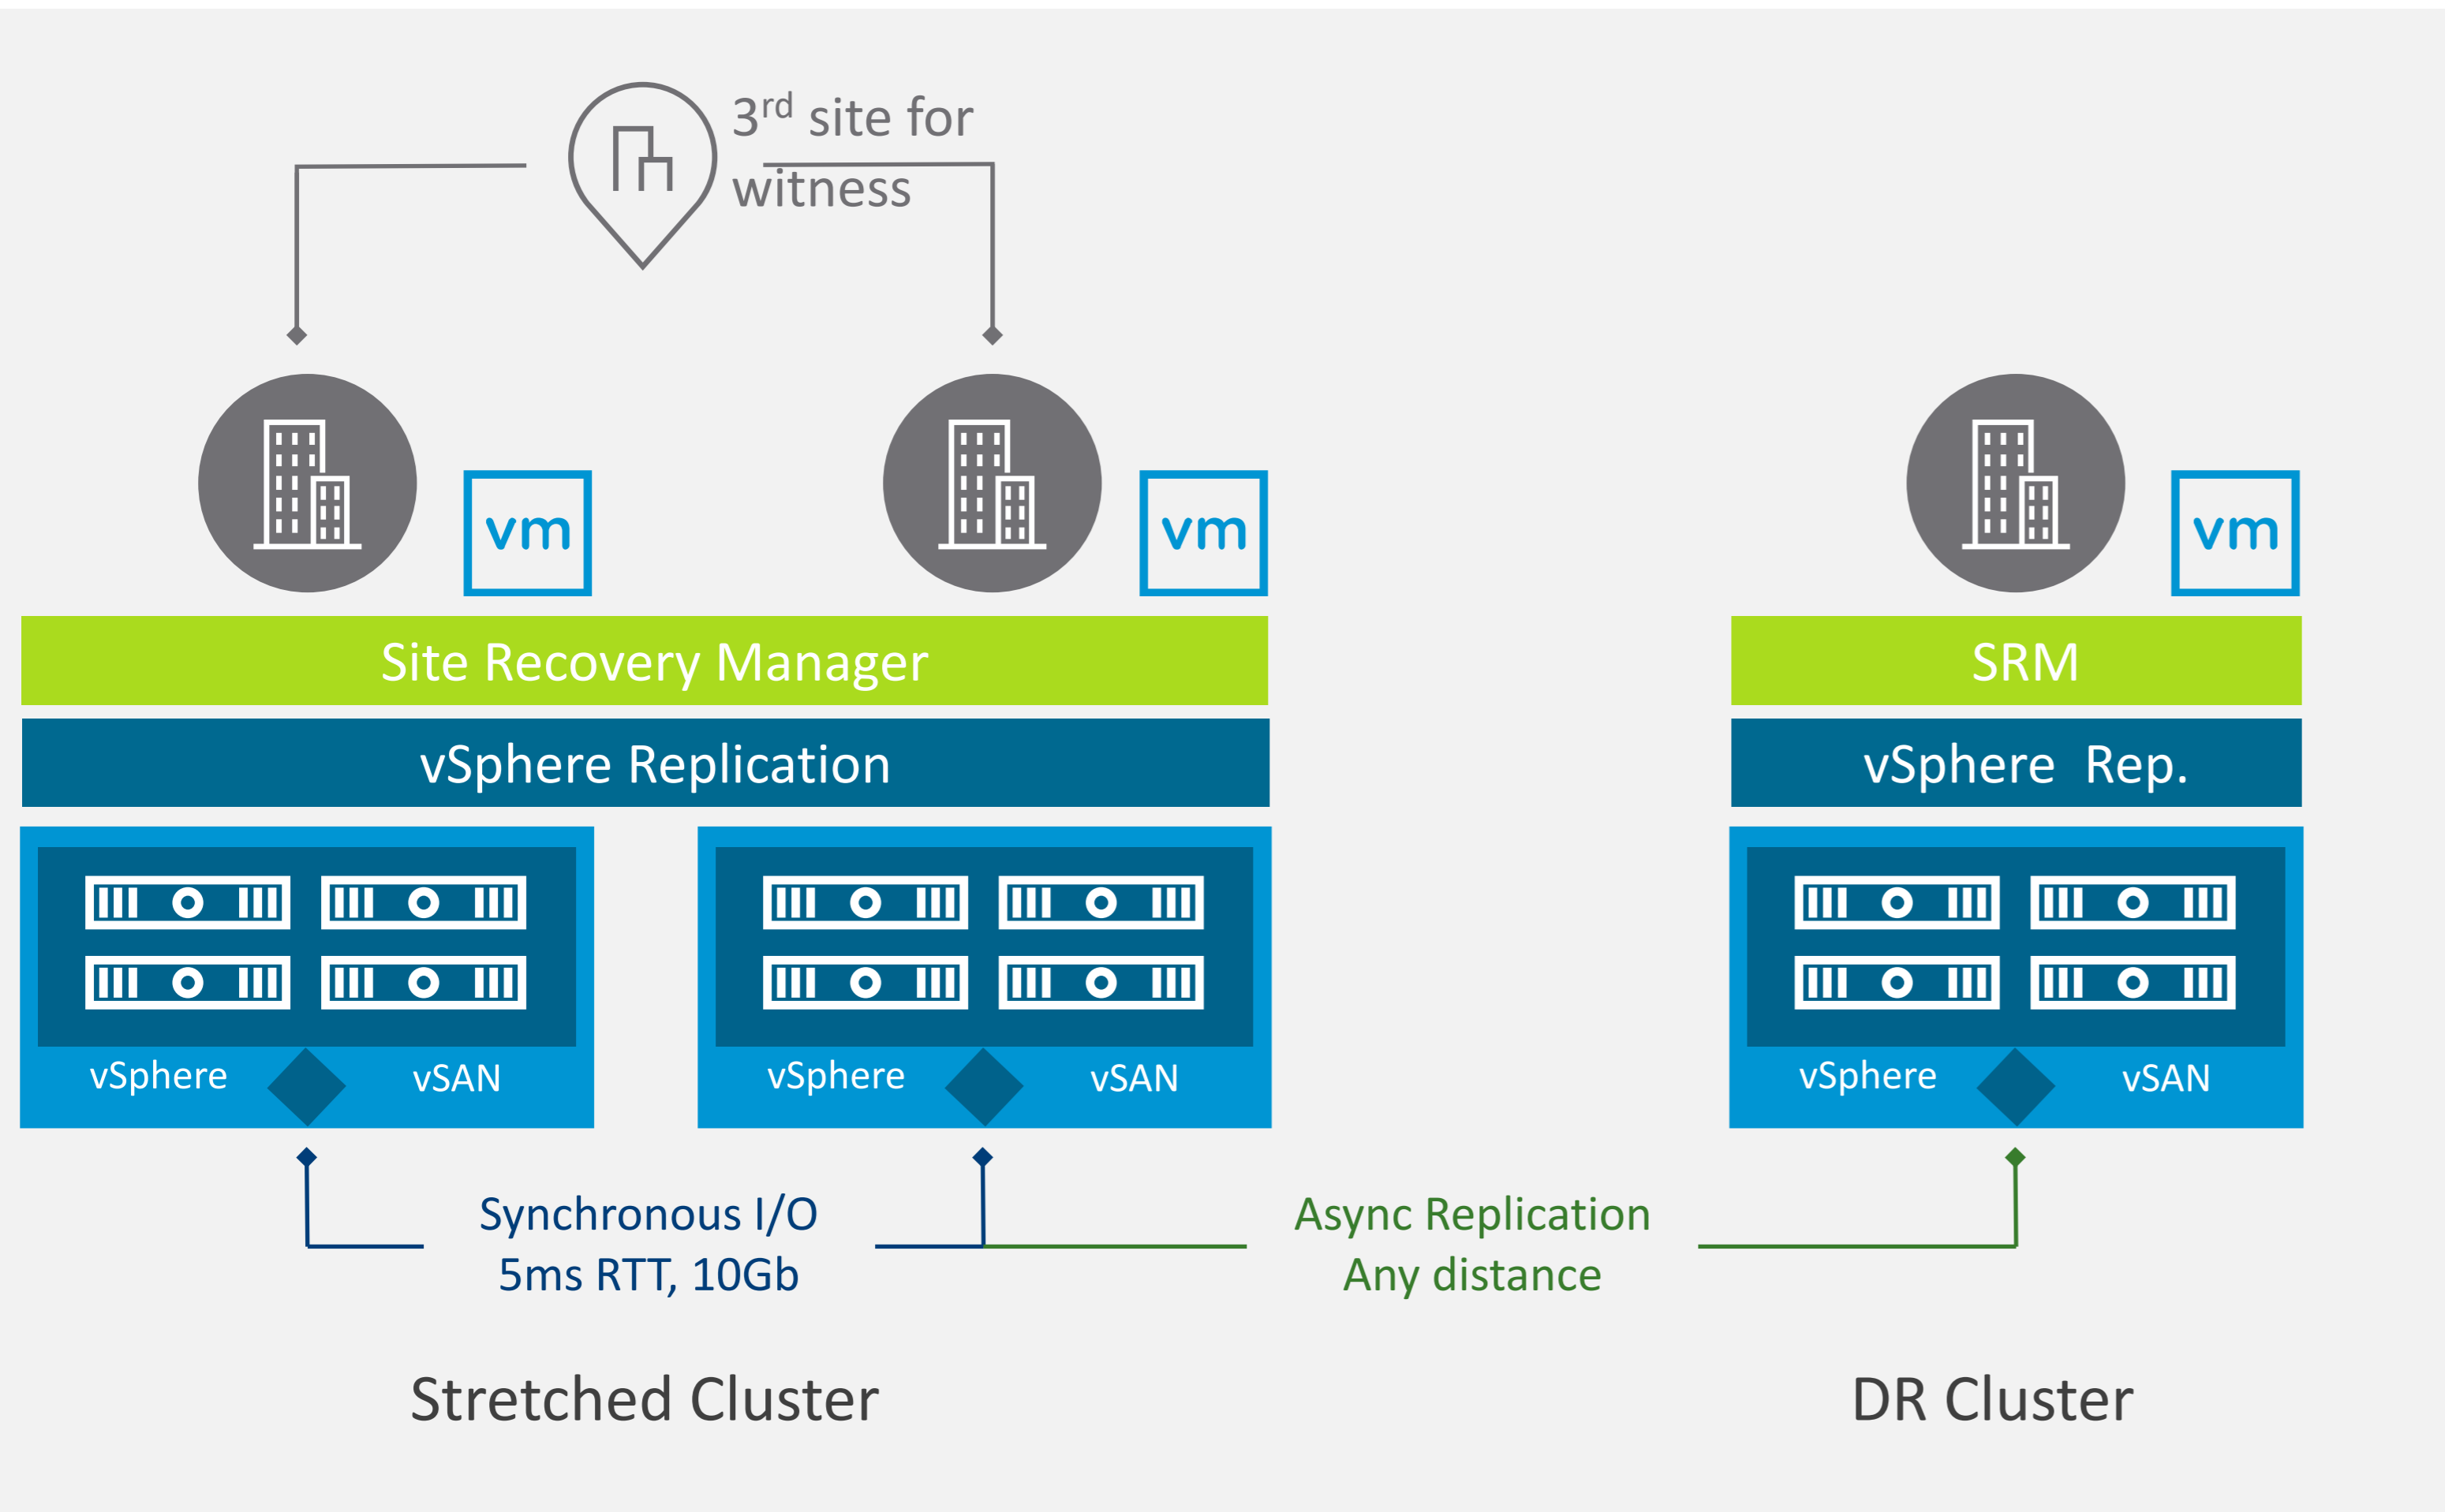 3rd site for
witness
vm
vm
vm
Site Recovery Manager
SRM
vSphere Replication
vSphere Rep.
vSphere
vSAN
vSphere
vSAN
vSphere
vSAN
Synchronous I/O
5ms RTT, 10Gb
Async Replication
Any distance
Stretched Cluster
DR Cluster